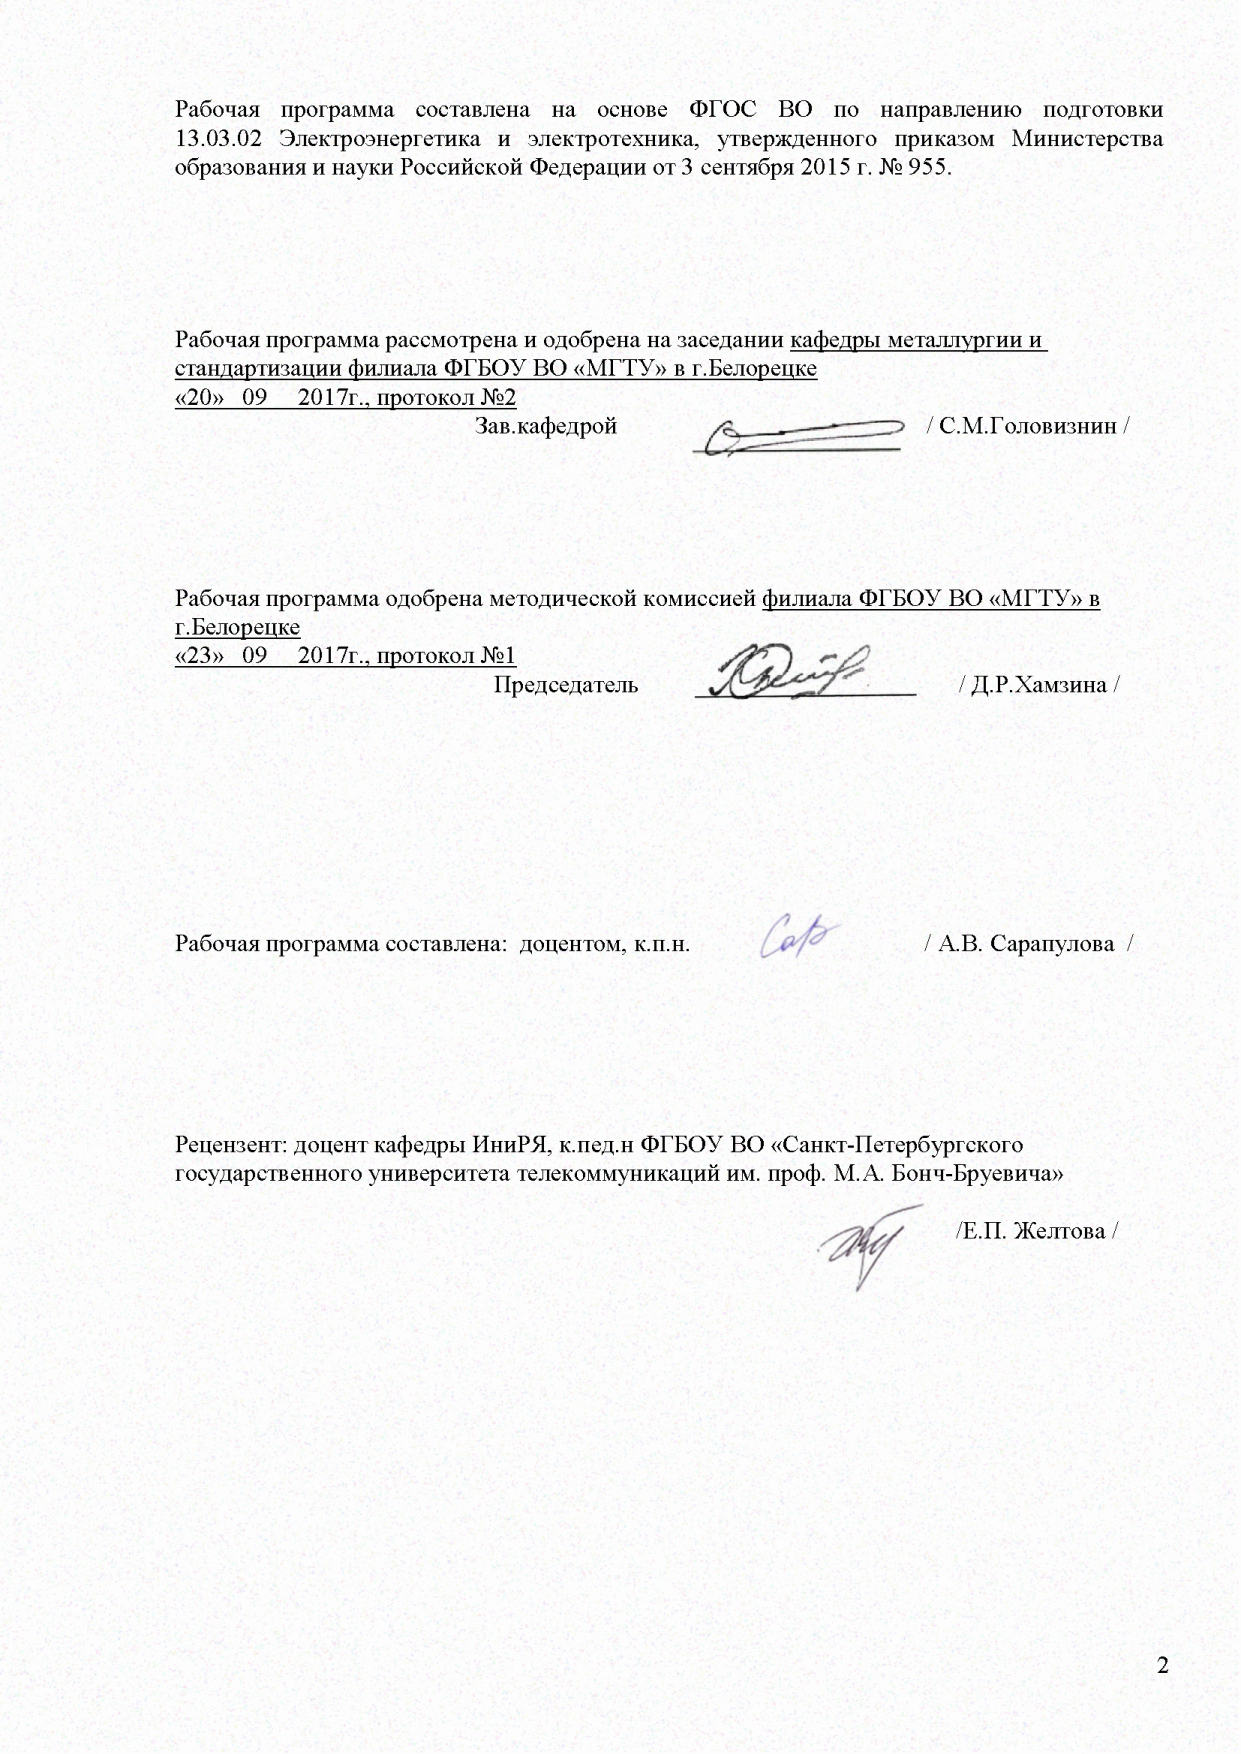 Рабочая программа составлена на основе ФГОС ВО по направлению подготовки
13.03.02 Электроэнергетика и электротехника, утвержденного приказом Министерства
образования и науки Российской Федерации от 3 сентября 2015 г. № 955.
Рабочая программа рассмотрена и одобрена на заседании кафедры металлургии и
стандартизации филиала ФГБОУ ВО «МГТУ» в г.Белорецке
«20» 09 2017г., протокол №2
Зав.кафедрой / С.М.Головизнин /
Рабочая программа одобрена методической комиссией филиала ФГБОУ ВО «МГТУ» в
г.Белорецке
«23» 09 2017г., протокол №1
Председатель / Д.Р.Хамзина /
Рабочая программа составлена: доцентом, к.п.н. / А.В. Сарапулова /
Рецензент: доцент кафедры ИниРЯ, к.пед.н ФГБОУ ВО «Санкт-Петербургского
государственного университета телекоммуникаций им. проф. М.А. Бонч-Бруевича»
/Е.П. Желтова /
2